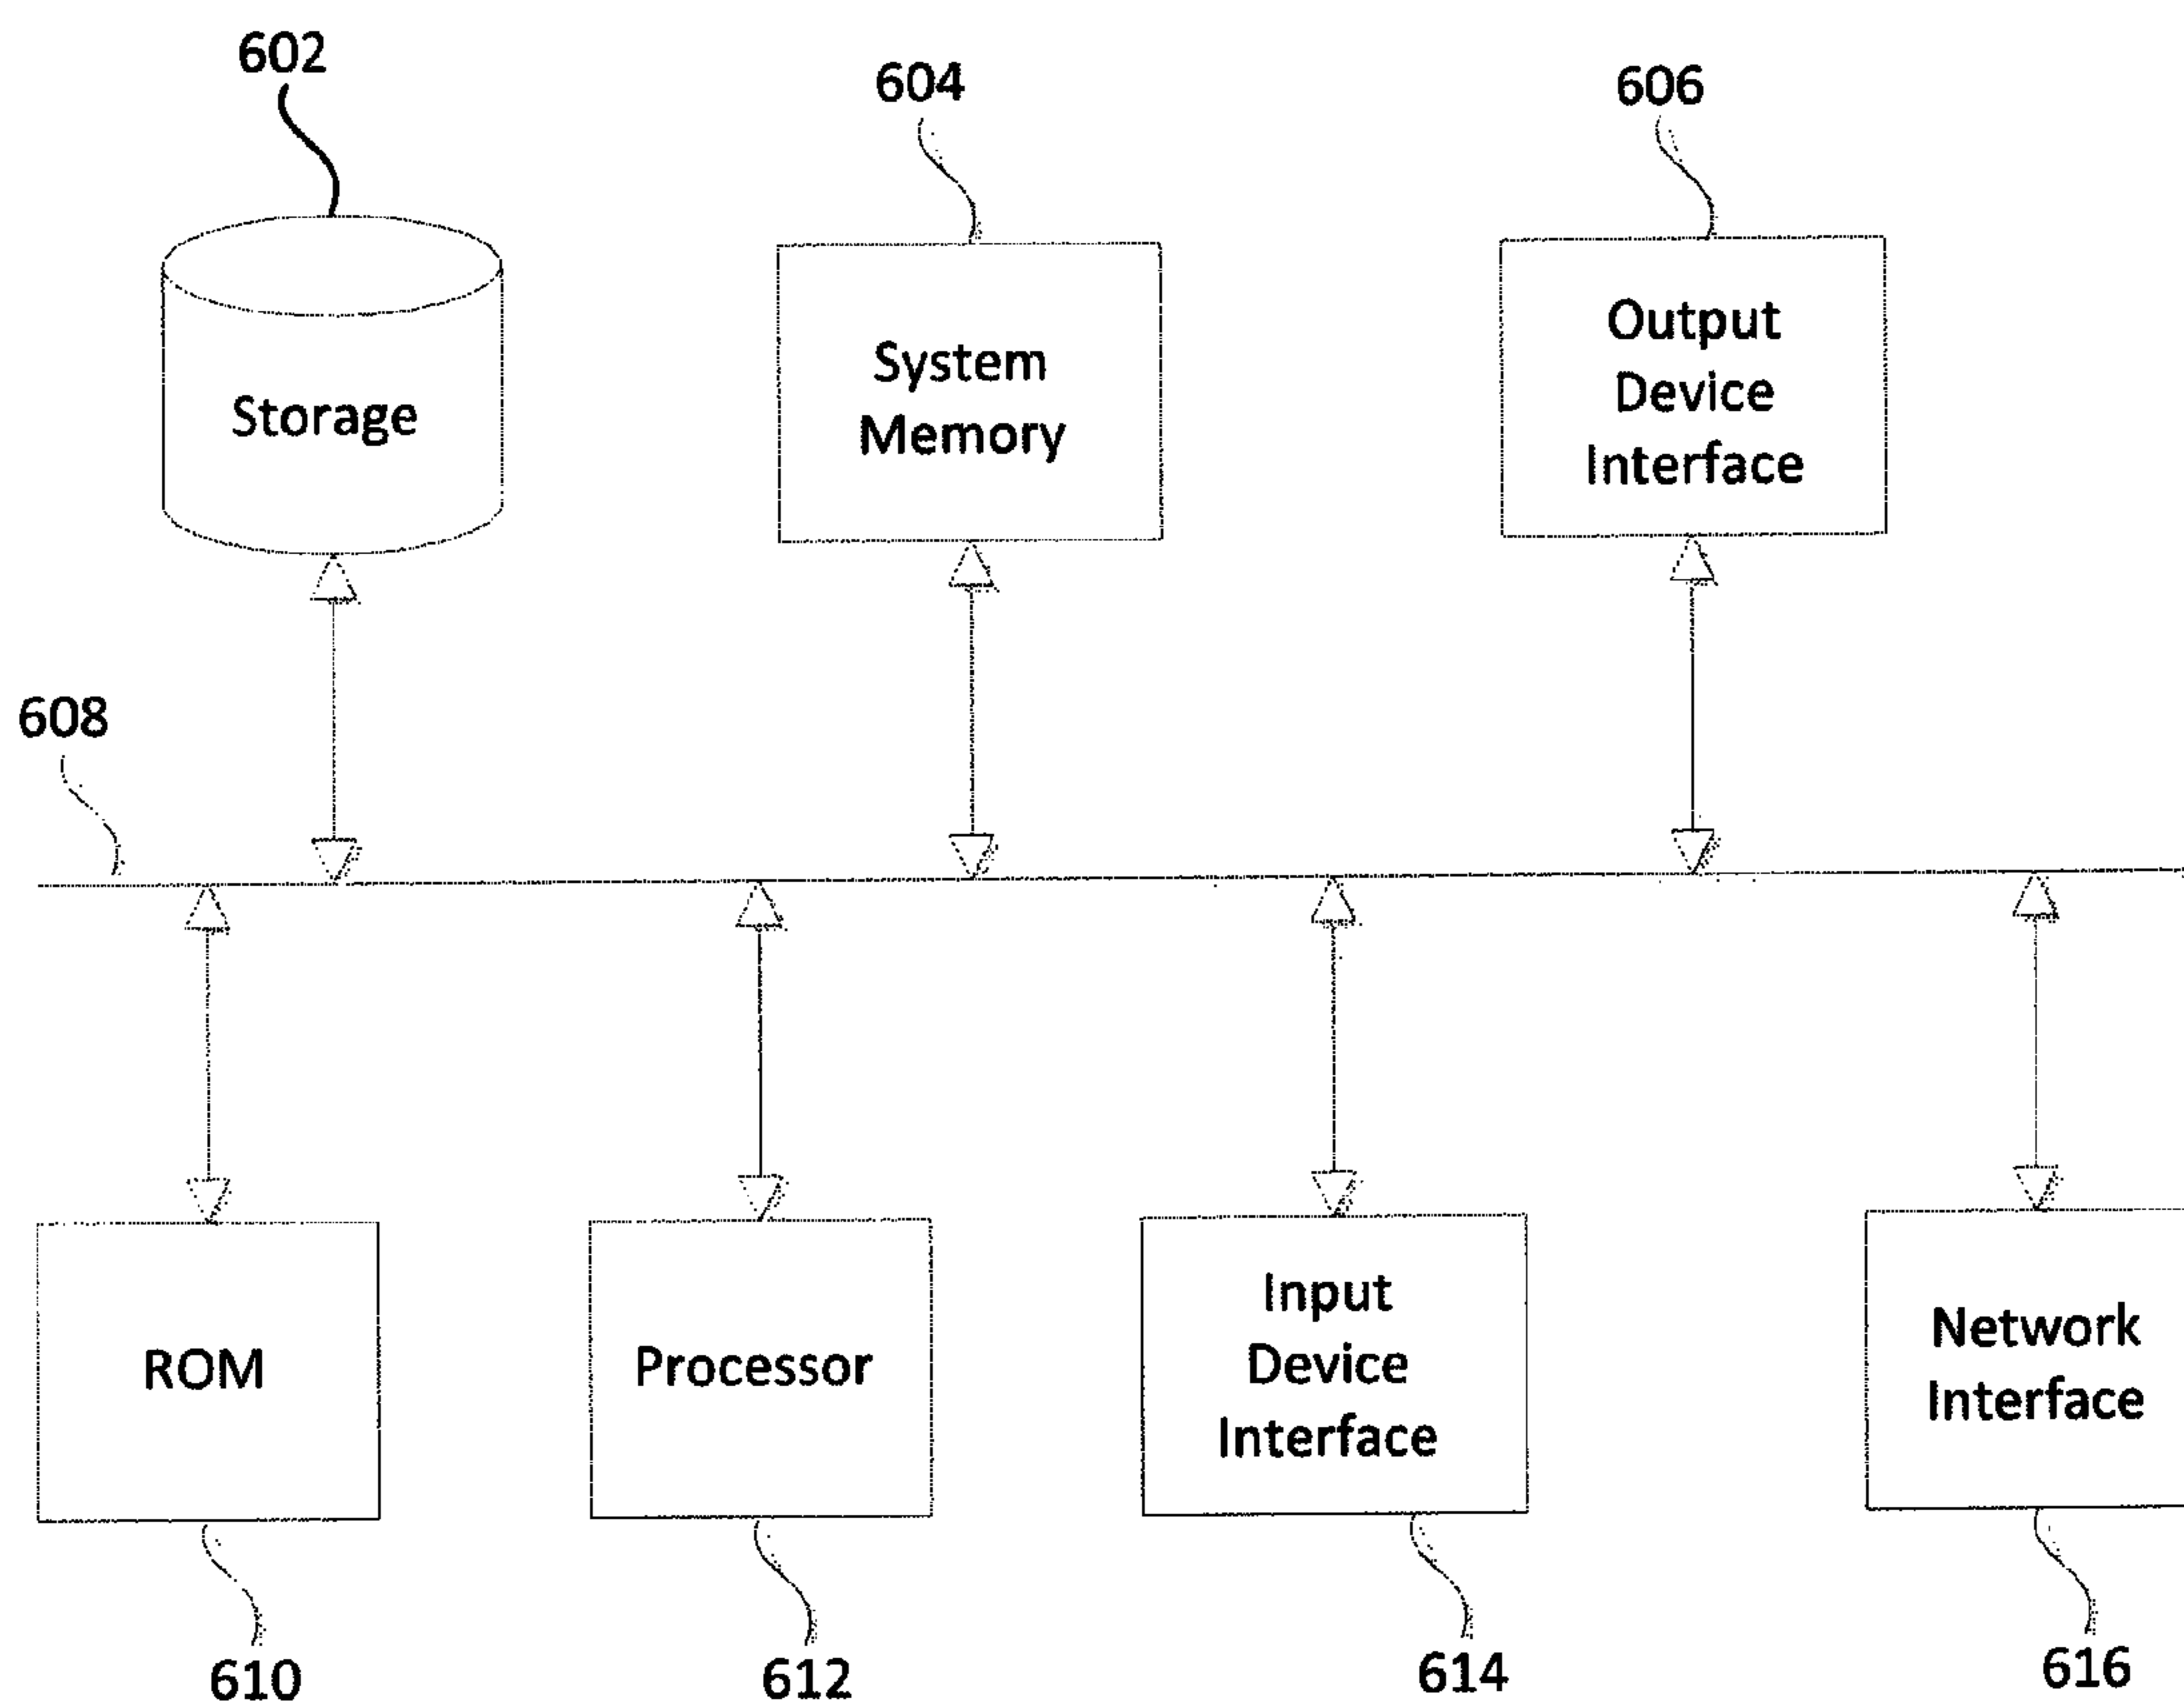 602
604
606
Storage
System
Memory
Output
Device
Interface
608
ROM
Processor
Input
Device
Interface
Network
Interface
610
612
614
616